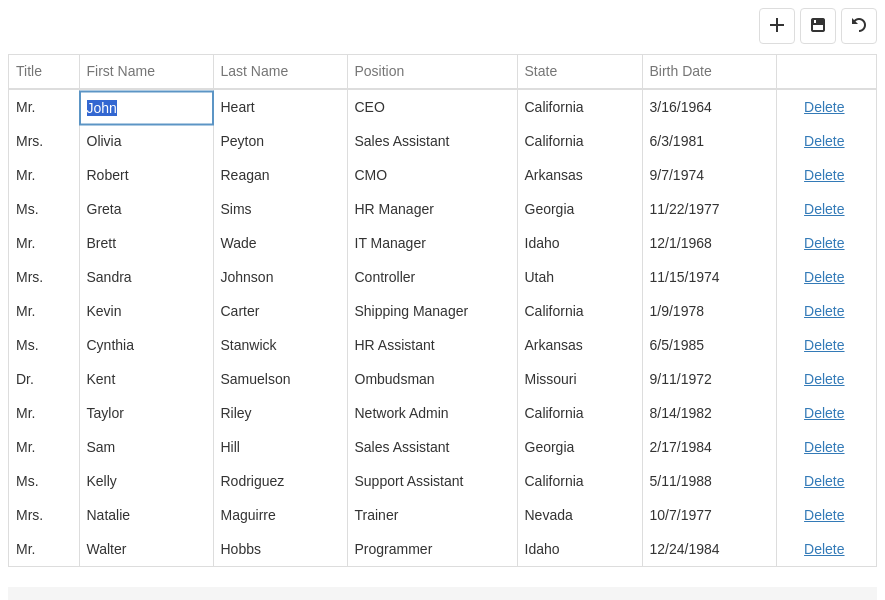 Title First Name Last Name Position State Birth Date
Mr. John Heart CEO California 3/16/1964 Delete
Mrs. Olivia Peyton Sales Assistant California 6/3/1981 Delete
Mr. Robert Reagan CMO Arkansas 9/7/1974 Delete
Ms. Greta Sims HR Manager Georgia 11/22/1977 Delete
Mr. Brett Wade IT Manager Idaho 12/1/1968 Delete
Mrs. Sandra Johnson Controller Utah 11/15/1974 Delete
Mr. Kevin Carter Shipping Manager California 1/9/1978 Delete
Ms. Cynthia Stanwick HR Assistant Arkansas 6/5/1985 Delete
Dr. Kent Samuelson Ombudsman Missouri 9/11/1972 Delete
Mr. Taylor Riley Network Admin California 8/14/1982 Delete
Mr. Sam Hill Sales Assistant Georgia 2/17/1984 Delete
Ms. Kelly Rodriguez Support Assistant California 5/11/1988 Delete
Mrs. Natalie Maguirre Trainer Nevada 10/7/1977 Delete
Mr. Walter Hobbs Programmer Idaho 12/24/1984 Delete